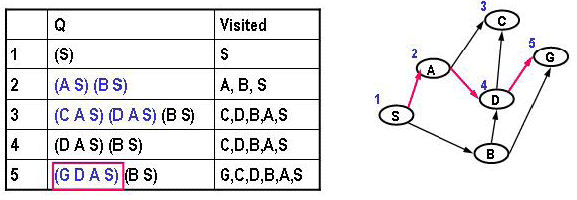 Q Visited
1 (S) S
2 (A S) (B S) A, B, S
3 (C A S) (D A S) (B S) C,D,B,A,S
4 (D A S) (B S) C,D,B,A,S
5 (G D A S) (B S) G,C,D,B,A,S
3 C
5 G
2 A
4 D
1 S
B